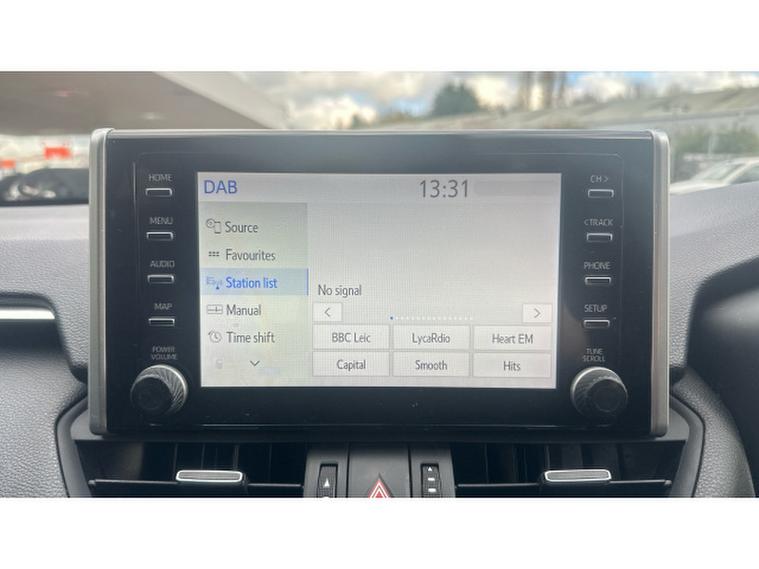 HOME
MENU
AUDIO
MAP
POWER
VOLUME
DAB
13:31
Source
Favourites
Station list
Manual
Time shift
No signal
BBC Leic
LycaRdio
Heart EM
Capital
Smooth
Hits
CH >
< TRACK
PHONE
SETUP
TUNE
SCROLL